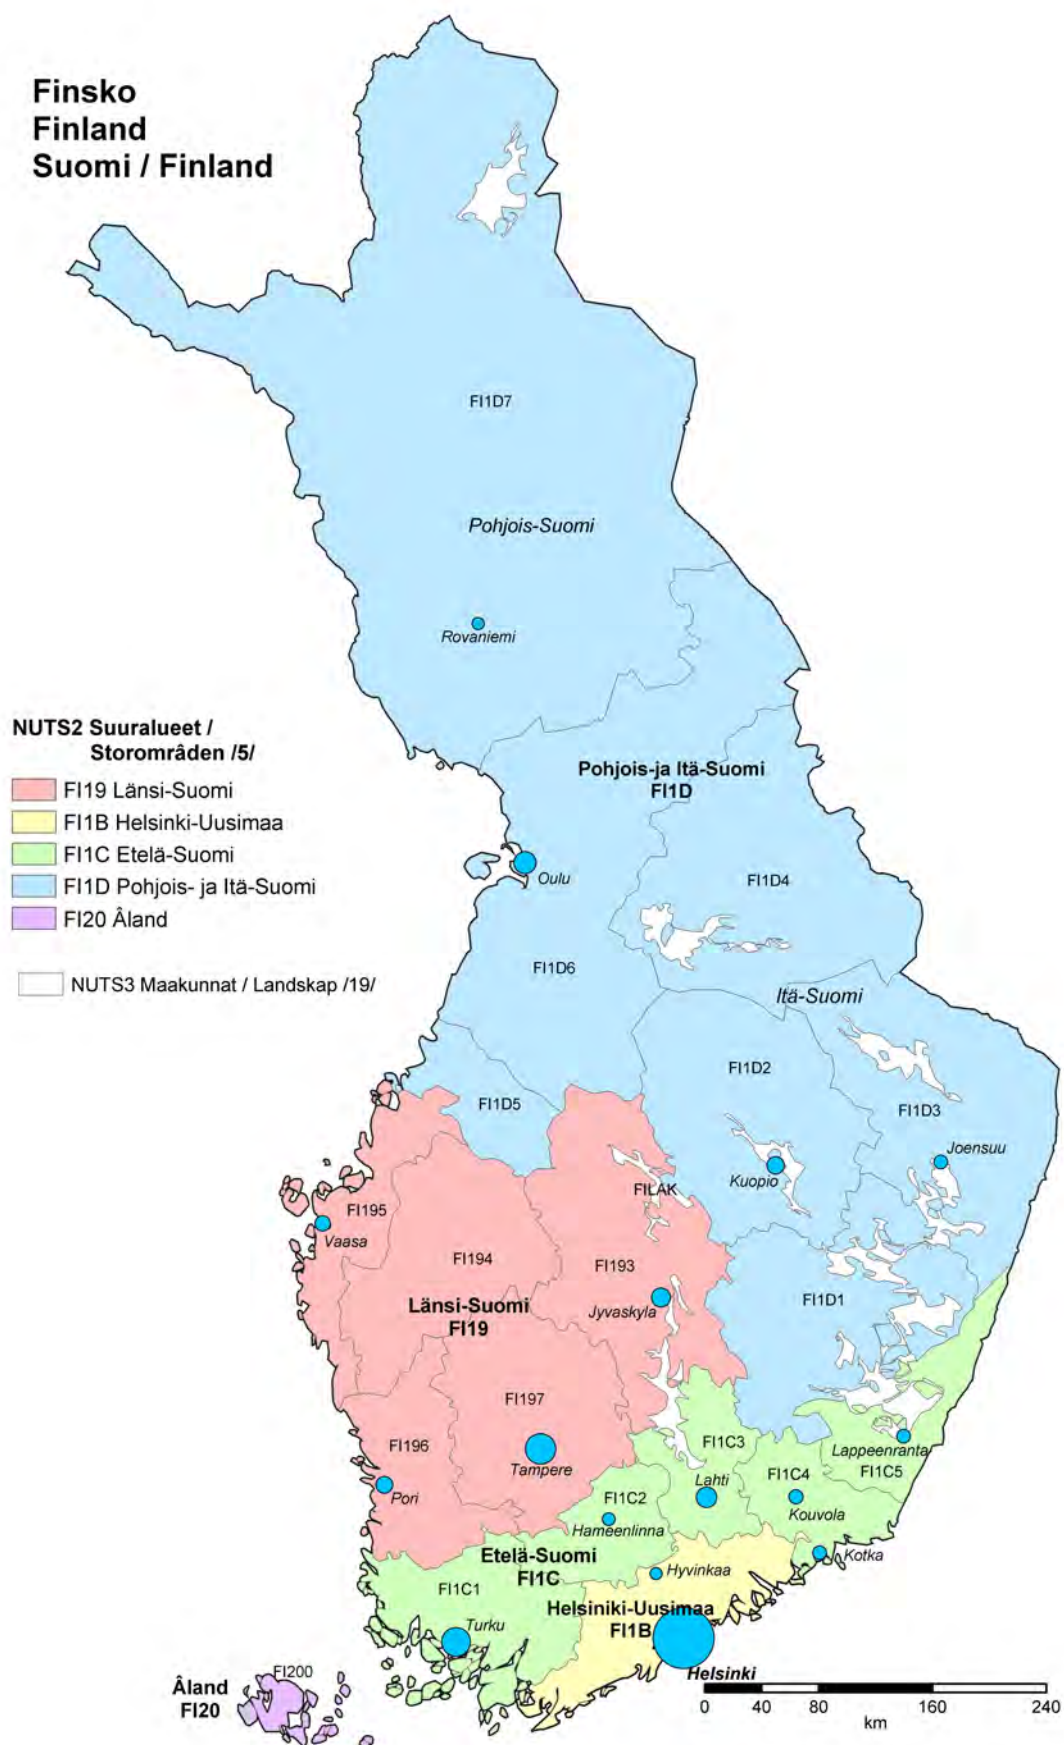 Finsko
Finland
Suomi / Finland
FI1D7
Pohjois-Suomi
Rovaniemi
NUTS2 Suuralueet /
Storområden /5/
FI19 Länsi-Suomi
FI1B Helsinki-Uusimaa
FI1C Etelä-Suomi
FI1D Pohjois- ja Itä-Suomi
FI20 Åland
NUTS3 Maakunnat / Landskap /19/
Pohjois-ja Itä-Suomi
FI1D
Oulu
FI1D4
FI1D6
Itä-Suomi
FI1D2
FI1D5
FI1D3
Joensuu
Kuopio
FILAK
FI195
Vaasa
FI194
FI193
Länsi-Suomi
FI19
Jyvaskyla
FI1D1
FI197
FI196
Tampere
Pori
FI1C3
Lappeenranta
FI1C5
FI1C4
Lahti
Kouvola
FI1C2
Hameenlinna
Etelä-Suomi
FI1C
Kotka
Hyvinkaa
FI1C1
Helsiniki-Uusimaa
FI1B
Turku
Helsinki
FI200
Åland
FI20
0 40 80 160 240
km